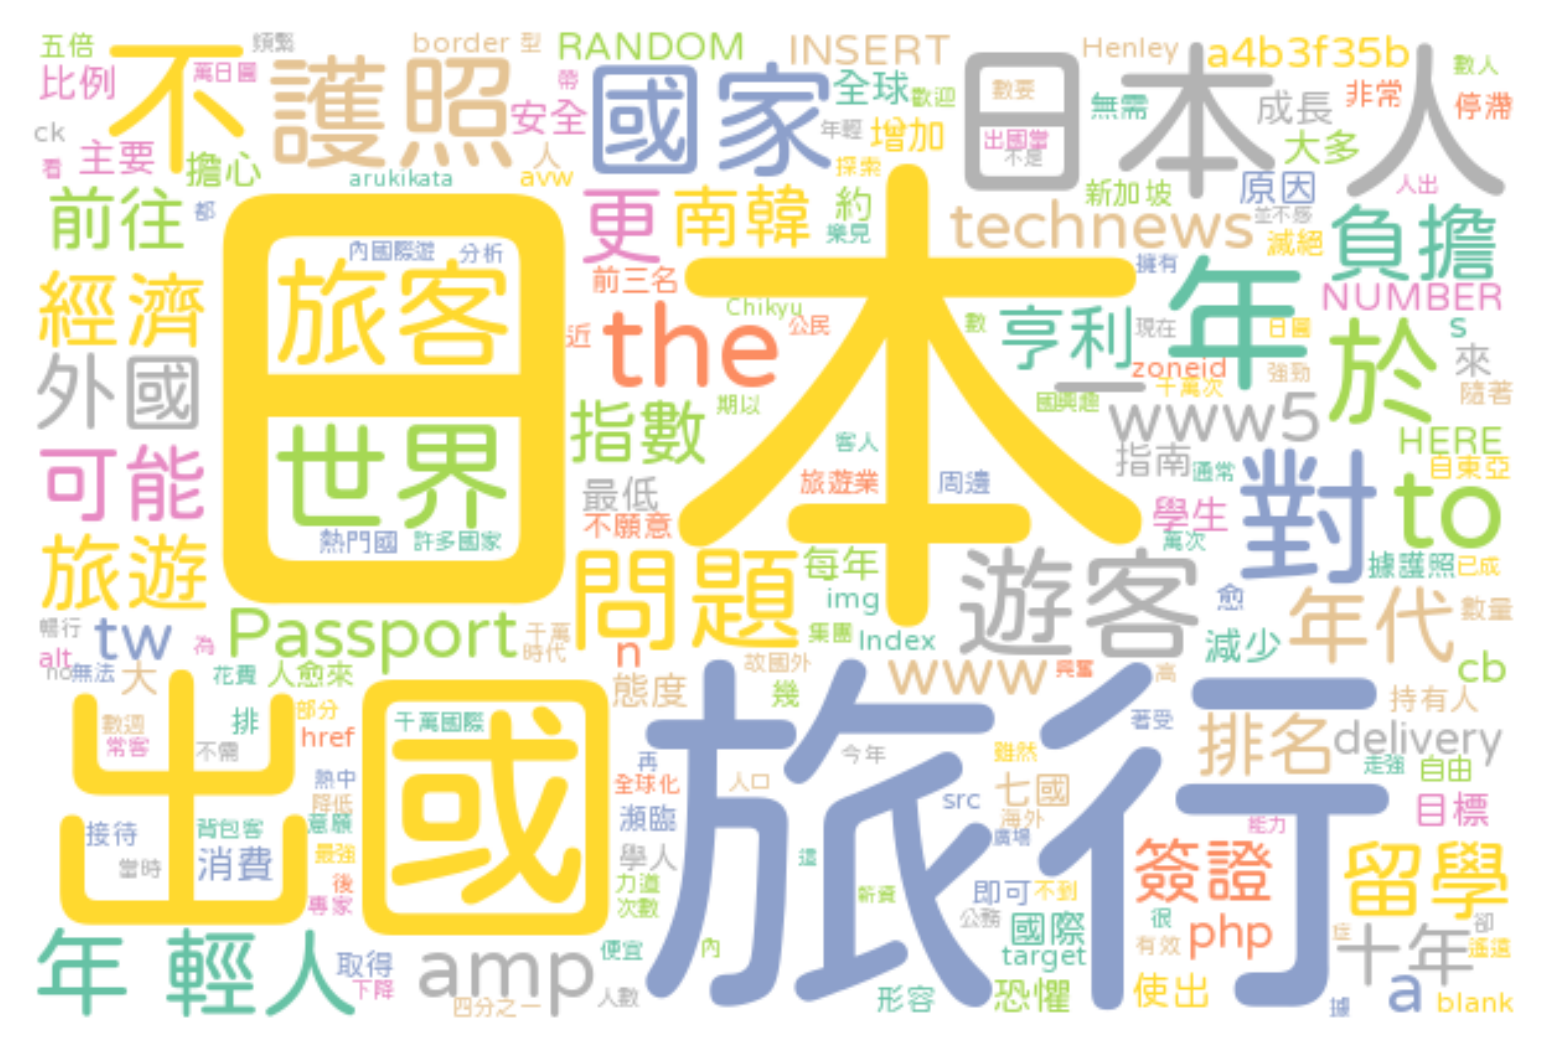 五倍 不 頻繁 border 型 RANDOM INSERT Henley a4b3f35b 數人
比例 萬日圓 護照 帶 國家 全球 歡迎 日本人 數要 無需 成長 非常 停滯
ck 主要 安全 年輕 增加 出國當 不是 大多
看 擔心 arukikata 人 avw 探索 新加坡 原因 人出
前往 都 更 南韓 約 樂見 technews 並不感 滅絕 負擔
日本 內國際遊 分析 擁有
經濟 旅客 前三名 Chikyu 年 NUMBER
近 the 公民 數 亨利 現在 日圓 於 s
外國 zoneid 強勁 來
指數 期以 國興趣 一 千萬次 隨著
可能 世界 客人 www5 HERE
最低 旅遊業 周邊 指南 通常 對 自東亞
不願意 學生 to
旅遊 熱門國 許多國家 問題 每年 遊客 萬次 據護照 已成
暢行 tw 為 Passport 千萬 img 愈 年代 數量
時代 n 集團 Index 減少
alt no 無法 大 花費 人愈來 故國外 www 興奮 高 cb
出國 數週 排 部分 千萬國際 態度 幾 旅行 著受 持有人
常客 不需 href 再 今年 雖然 排名 delivery
熱中 全球化 人口 src 七國 走強 自由
接待 背包客 降低 意願 瀕臨 海外 廣場 能力 目標
當時 消費 最強 學人 這 簽證 留學
後 力道 薪資 即可 不到
專家 次數 公務 國際 很 php 卻
年輕人 取得 便宜 內 target 有效 症 十年 遙遠
下降 amp 人數 形容 恐懼 使出 據 a blank
四分之一